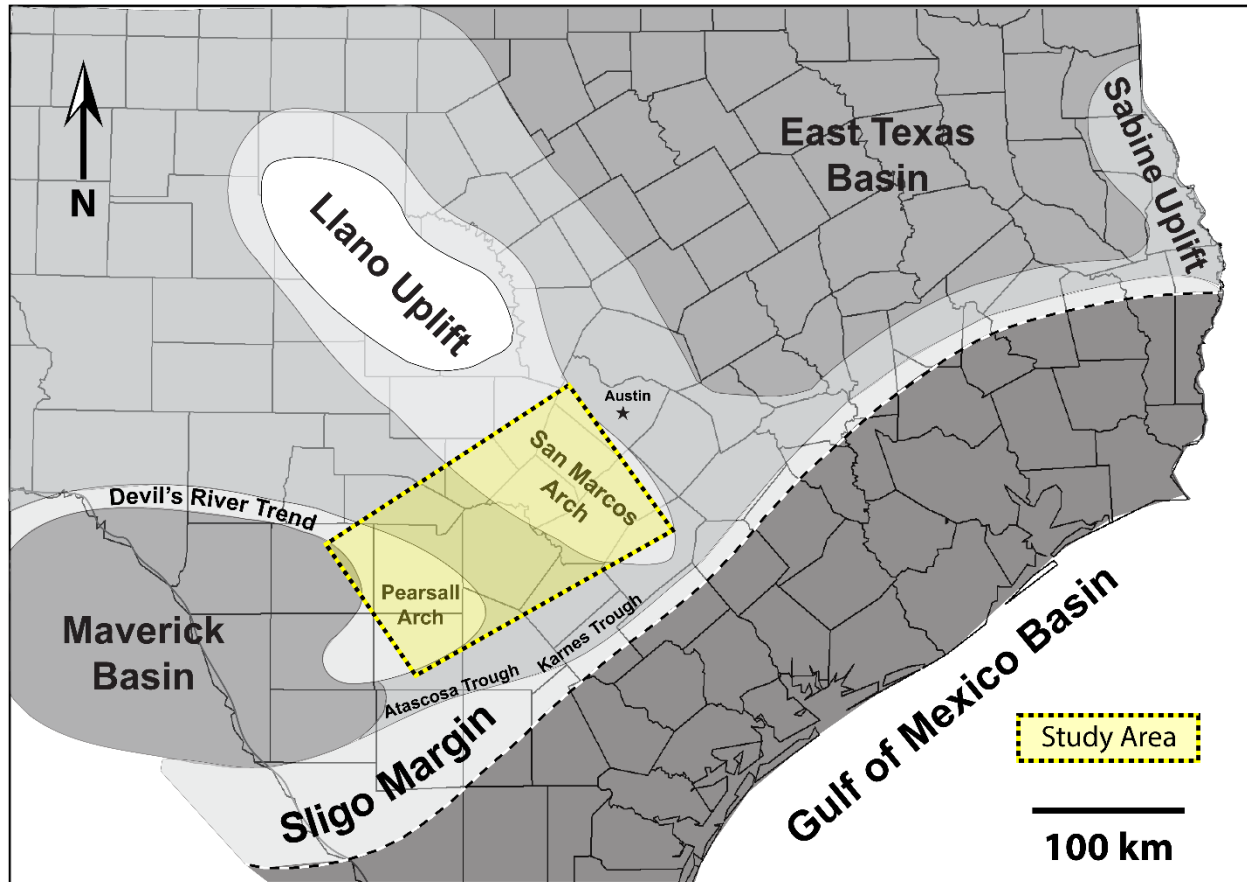 N
Llano Uplift
East Texas
Basin
Sabine Uplift
Austin
San Marcos
Arch
Devil's River Trend
Pearsall
Arch
Maverick
Basin
Atascosa Trough
Karnes Trough
Sligo Margin
Gulf of Mexico Basin
Study Area
100 km